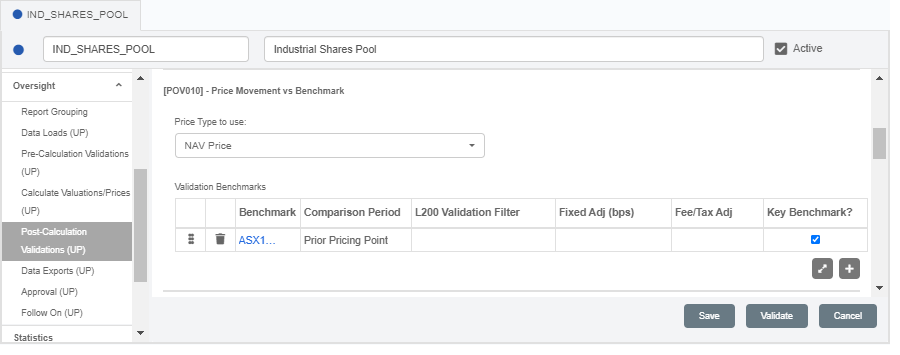 IND_SHARES_POOL
IND_SHARES_POOL
Industrial Shares Pool
Active
Oversight
Report Grouping
Data Loads (UP)
Pre-Calculation Validations
(UP)
Calculate Valuations/Prices
(UP)
Post-Calculation
Validations (UP)
Data Exports (UP)
Approval (UP)
Follow On (UP)
Statistics
[POV010] - Price Movement vs Benchmark
Price Type to use:
NAV Price
Validation Benchmarks
Benchmark Comparison Period L200 Validation Filter Fixed Adj (bps) Fee/Tax Adj Key Benchmark?
ASX1... Prior Pricing Point
Save Validate Cancel